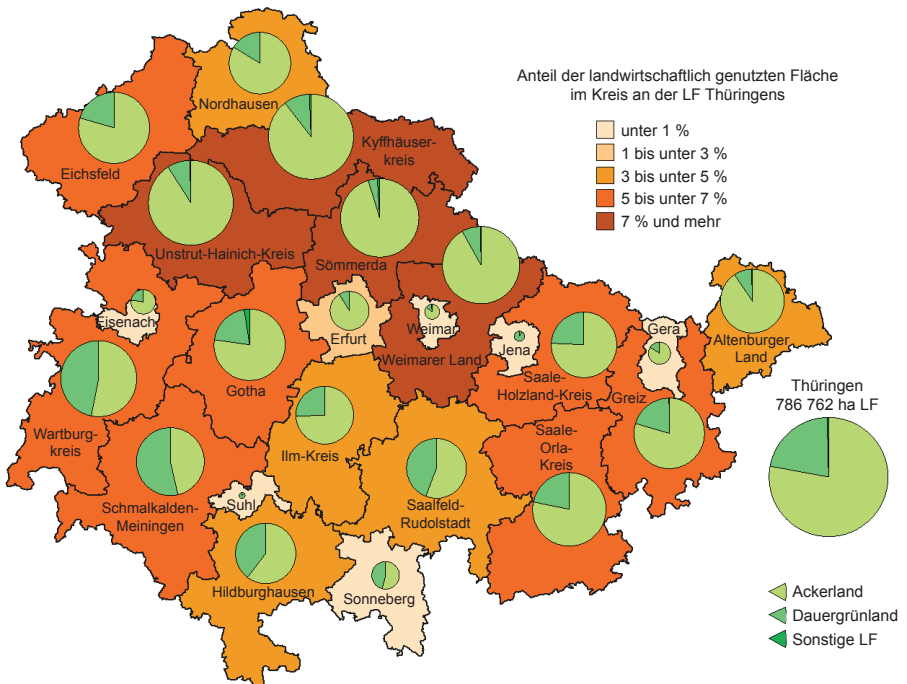 Anteil der landwirtschaftlich genutzten Fläche
im Kreis an der LF Thüringens
unter 1 %
1 bis unter 3 %
3 bis unter 5 %
5 bis unter 7 %
7 % und mehr
Nordhausen
Kyffhäuser-
kreis
Eichsfeld
Unstrut-Hainich-Kreis
Sömmerda
Eisenach
Erfurt
Weimar
Weimarer Land
Jena
Gera
Altenburger
Land
Gotha
Saale-
Holzland-Kreis
Greiz
Wartburg-
kreis
Ilm-Kreis
Saale-
Orla-
Kreis
Schmalkalden-
Meiningen
Suhl
Saalfeld-
Rudolstadt
Hildburghausen
Sonneberg
Thüringen
786 762 ha LF
Ackerland
Dauergrünland
Sonstige LF